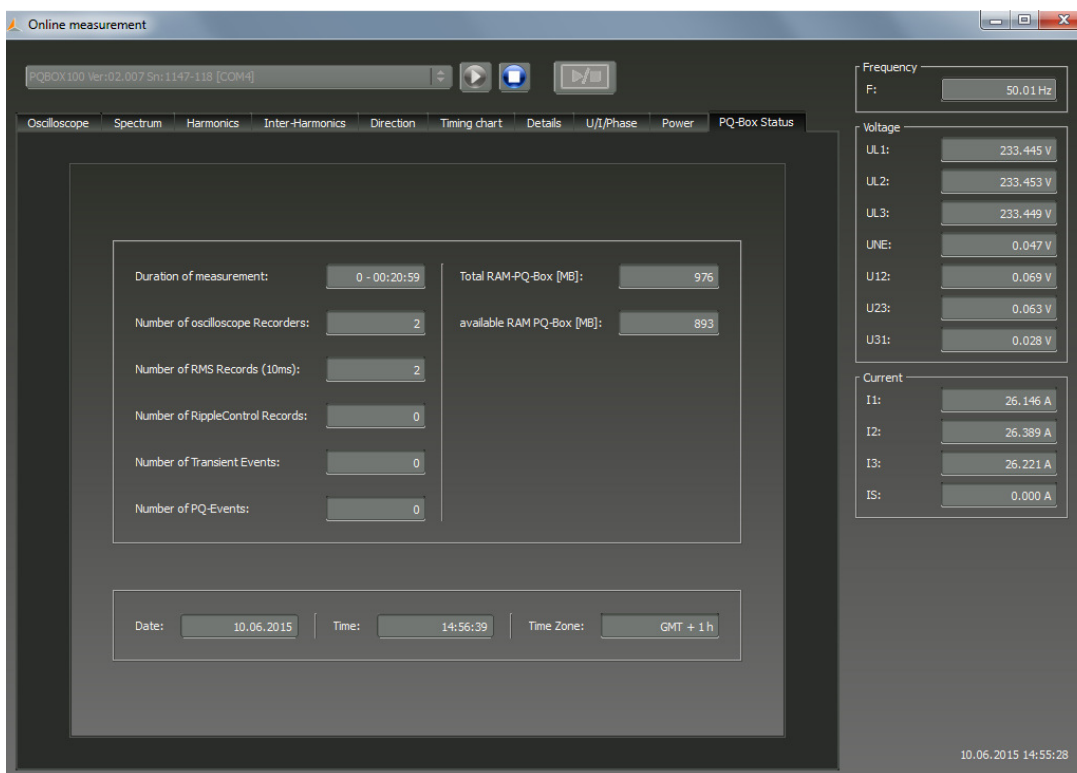 Online measurement
PQBOX100 Ver:02.007 Sn:1147-118 [COM4]
Oscilloscope Spectrum Harmonics Inter-Harmonics Direction Timing chart Details U/I/Phase Power PQ-Box Status
Duration of measurement: 0 - 00:20:59
Number of oscilloscope Recorders: 2
Number of RMS Records (10ms): 2
Number of RippleControl Records: 0
Number of Transient Events: 0
Number of PQ-Events: 0
Total RAM-PQ-Box [MB]: 976
available RAM PQ-Box [MB]: 893
Date: 10.06.2015 Time: 14:56:39 Time Zone: GMT + 1 h
Frequency
F: 50.01 Hz
Voltage
UL1: 233.445 V
UL2: 233.453 V
UL3: 233.449 V
UNE: 0.047 V
U12: 0.069 V
U23: 0.063 V
U31: 0.028 V
Current
I1: 26.146 A
I2: 26.389 A
I3: 26.221 A
IS: 0.000 A
10.06.2015 14:55:28